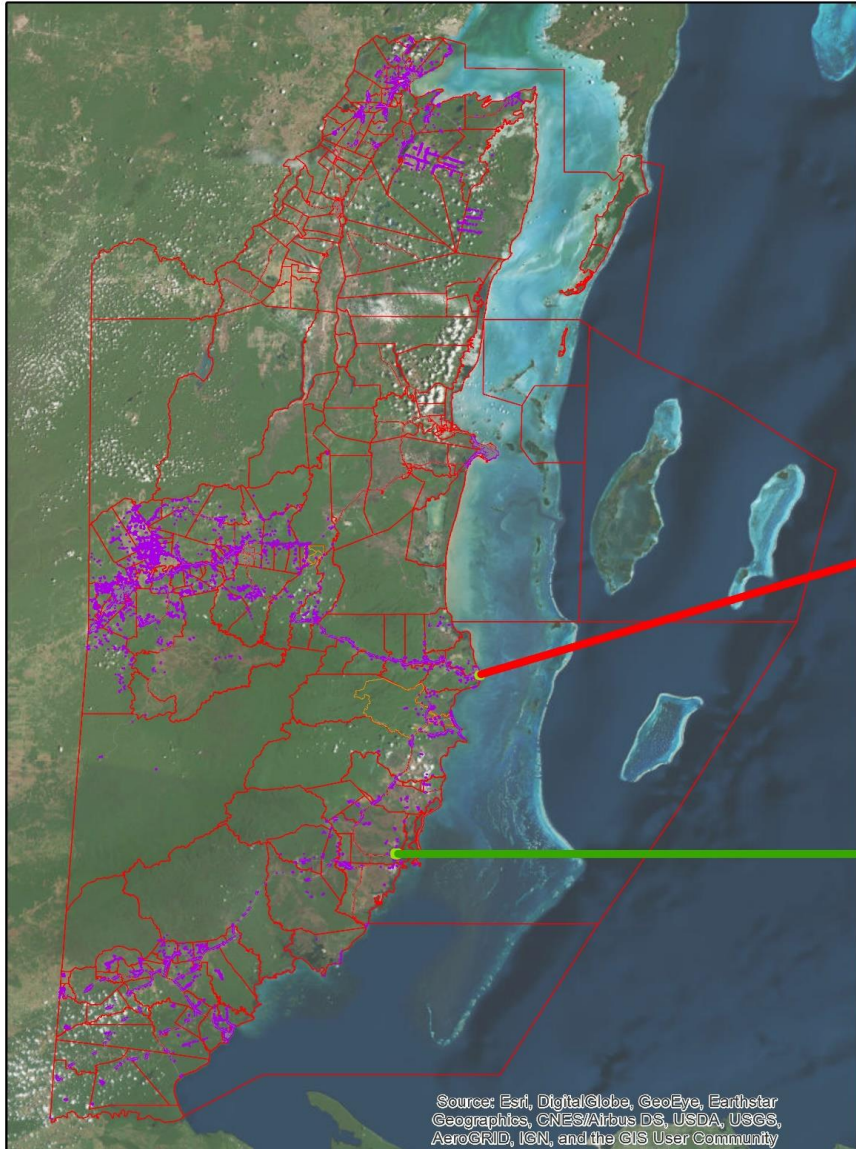 Source: Esri, DigitalGlobe, GeoEye, Earthstar
Geographics, CNES/Airbus DS, USDA, USGS,
AeroGRID, IGN, and the GIS User Community